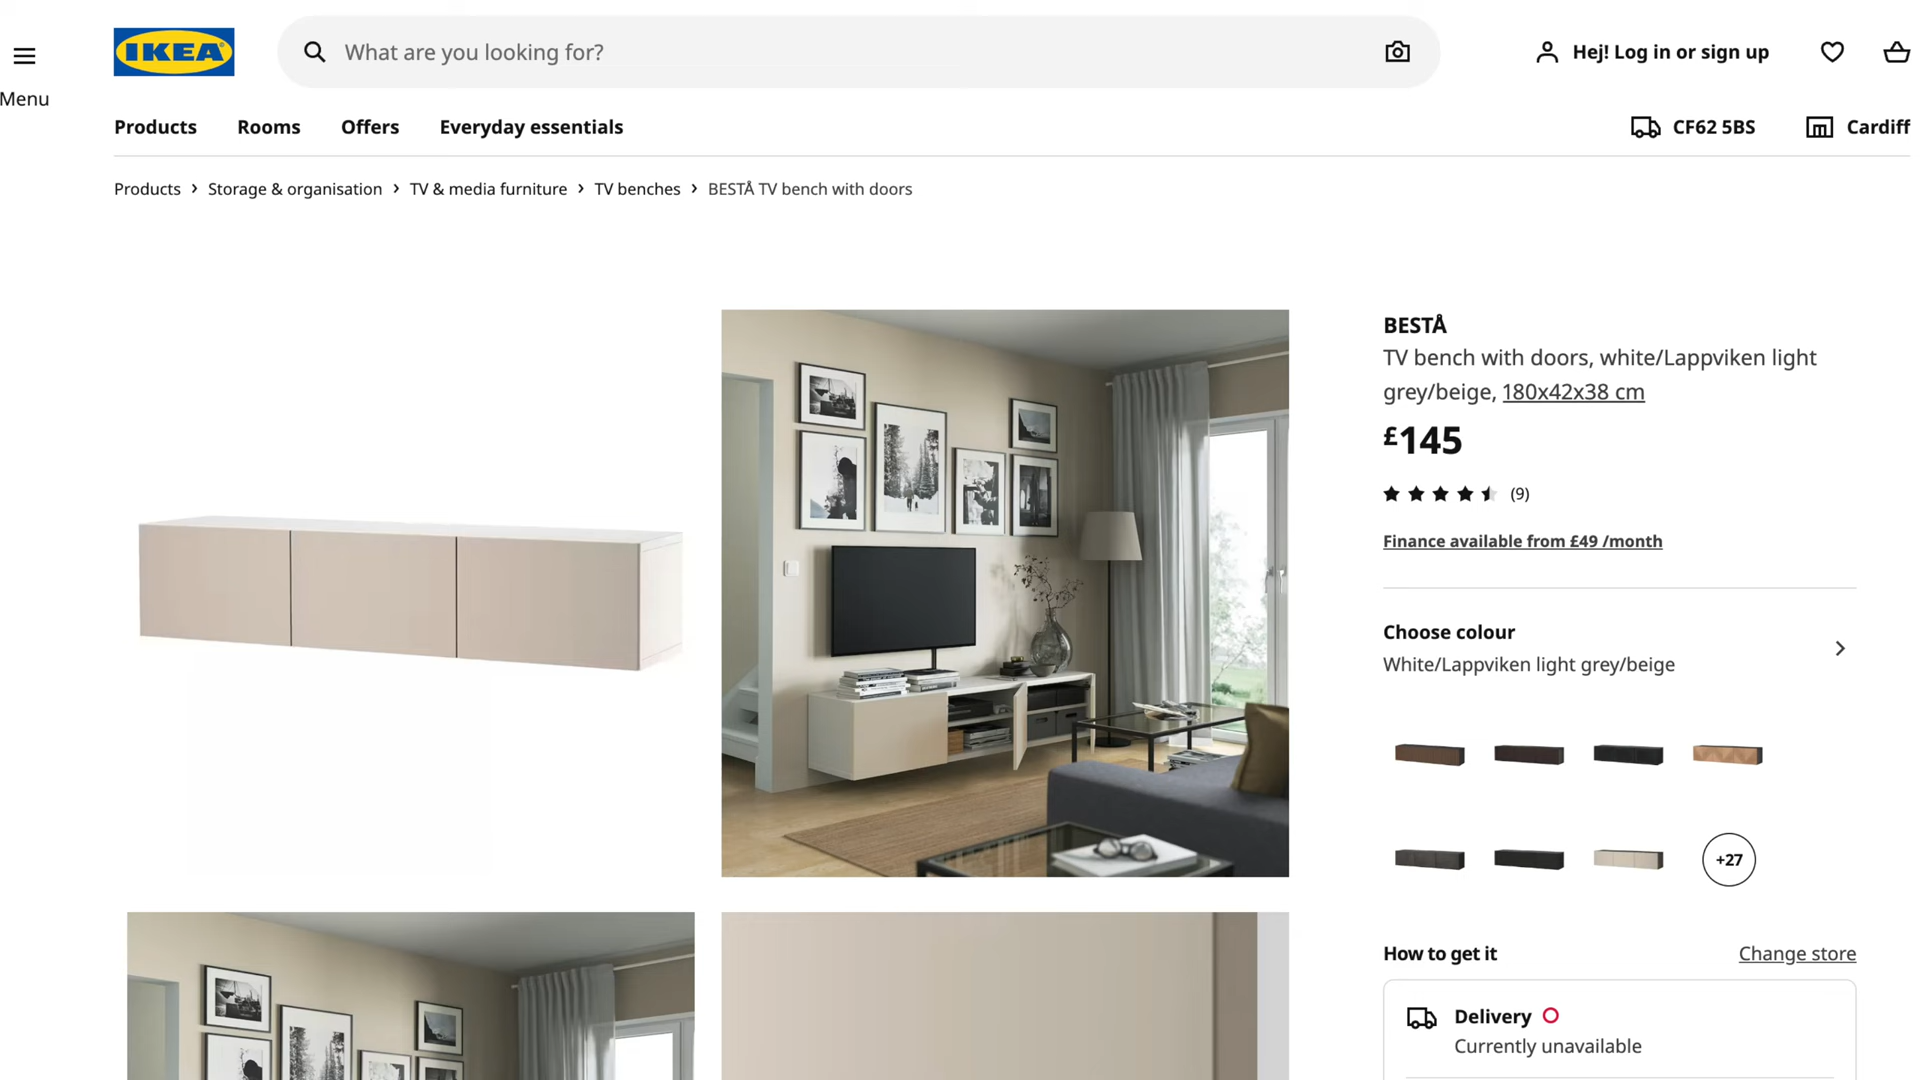 Menu
IKEA
What are you looking for?
Hej! Log in or sign up
Products
Rooms
Offers
Everyday essentials
CF62 5BS
Cardiff
Products › Storage & organisation › TV & media furniture › TV benches › BESTÅ TV bench with doors
BESTÅ
TV bench with doors, white/Lappviken light
grey/beige, 180x42x38 cm
£145
(9)
Finance available from £49 /month
Choose colour
White/Lappviken light grey/beige
+27
How to get it
Change store
Delivery
Currently unavailable